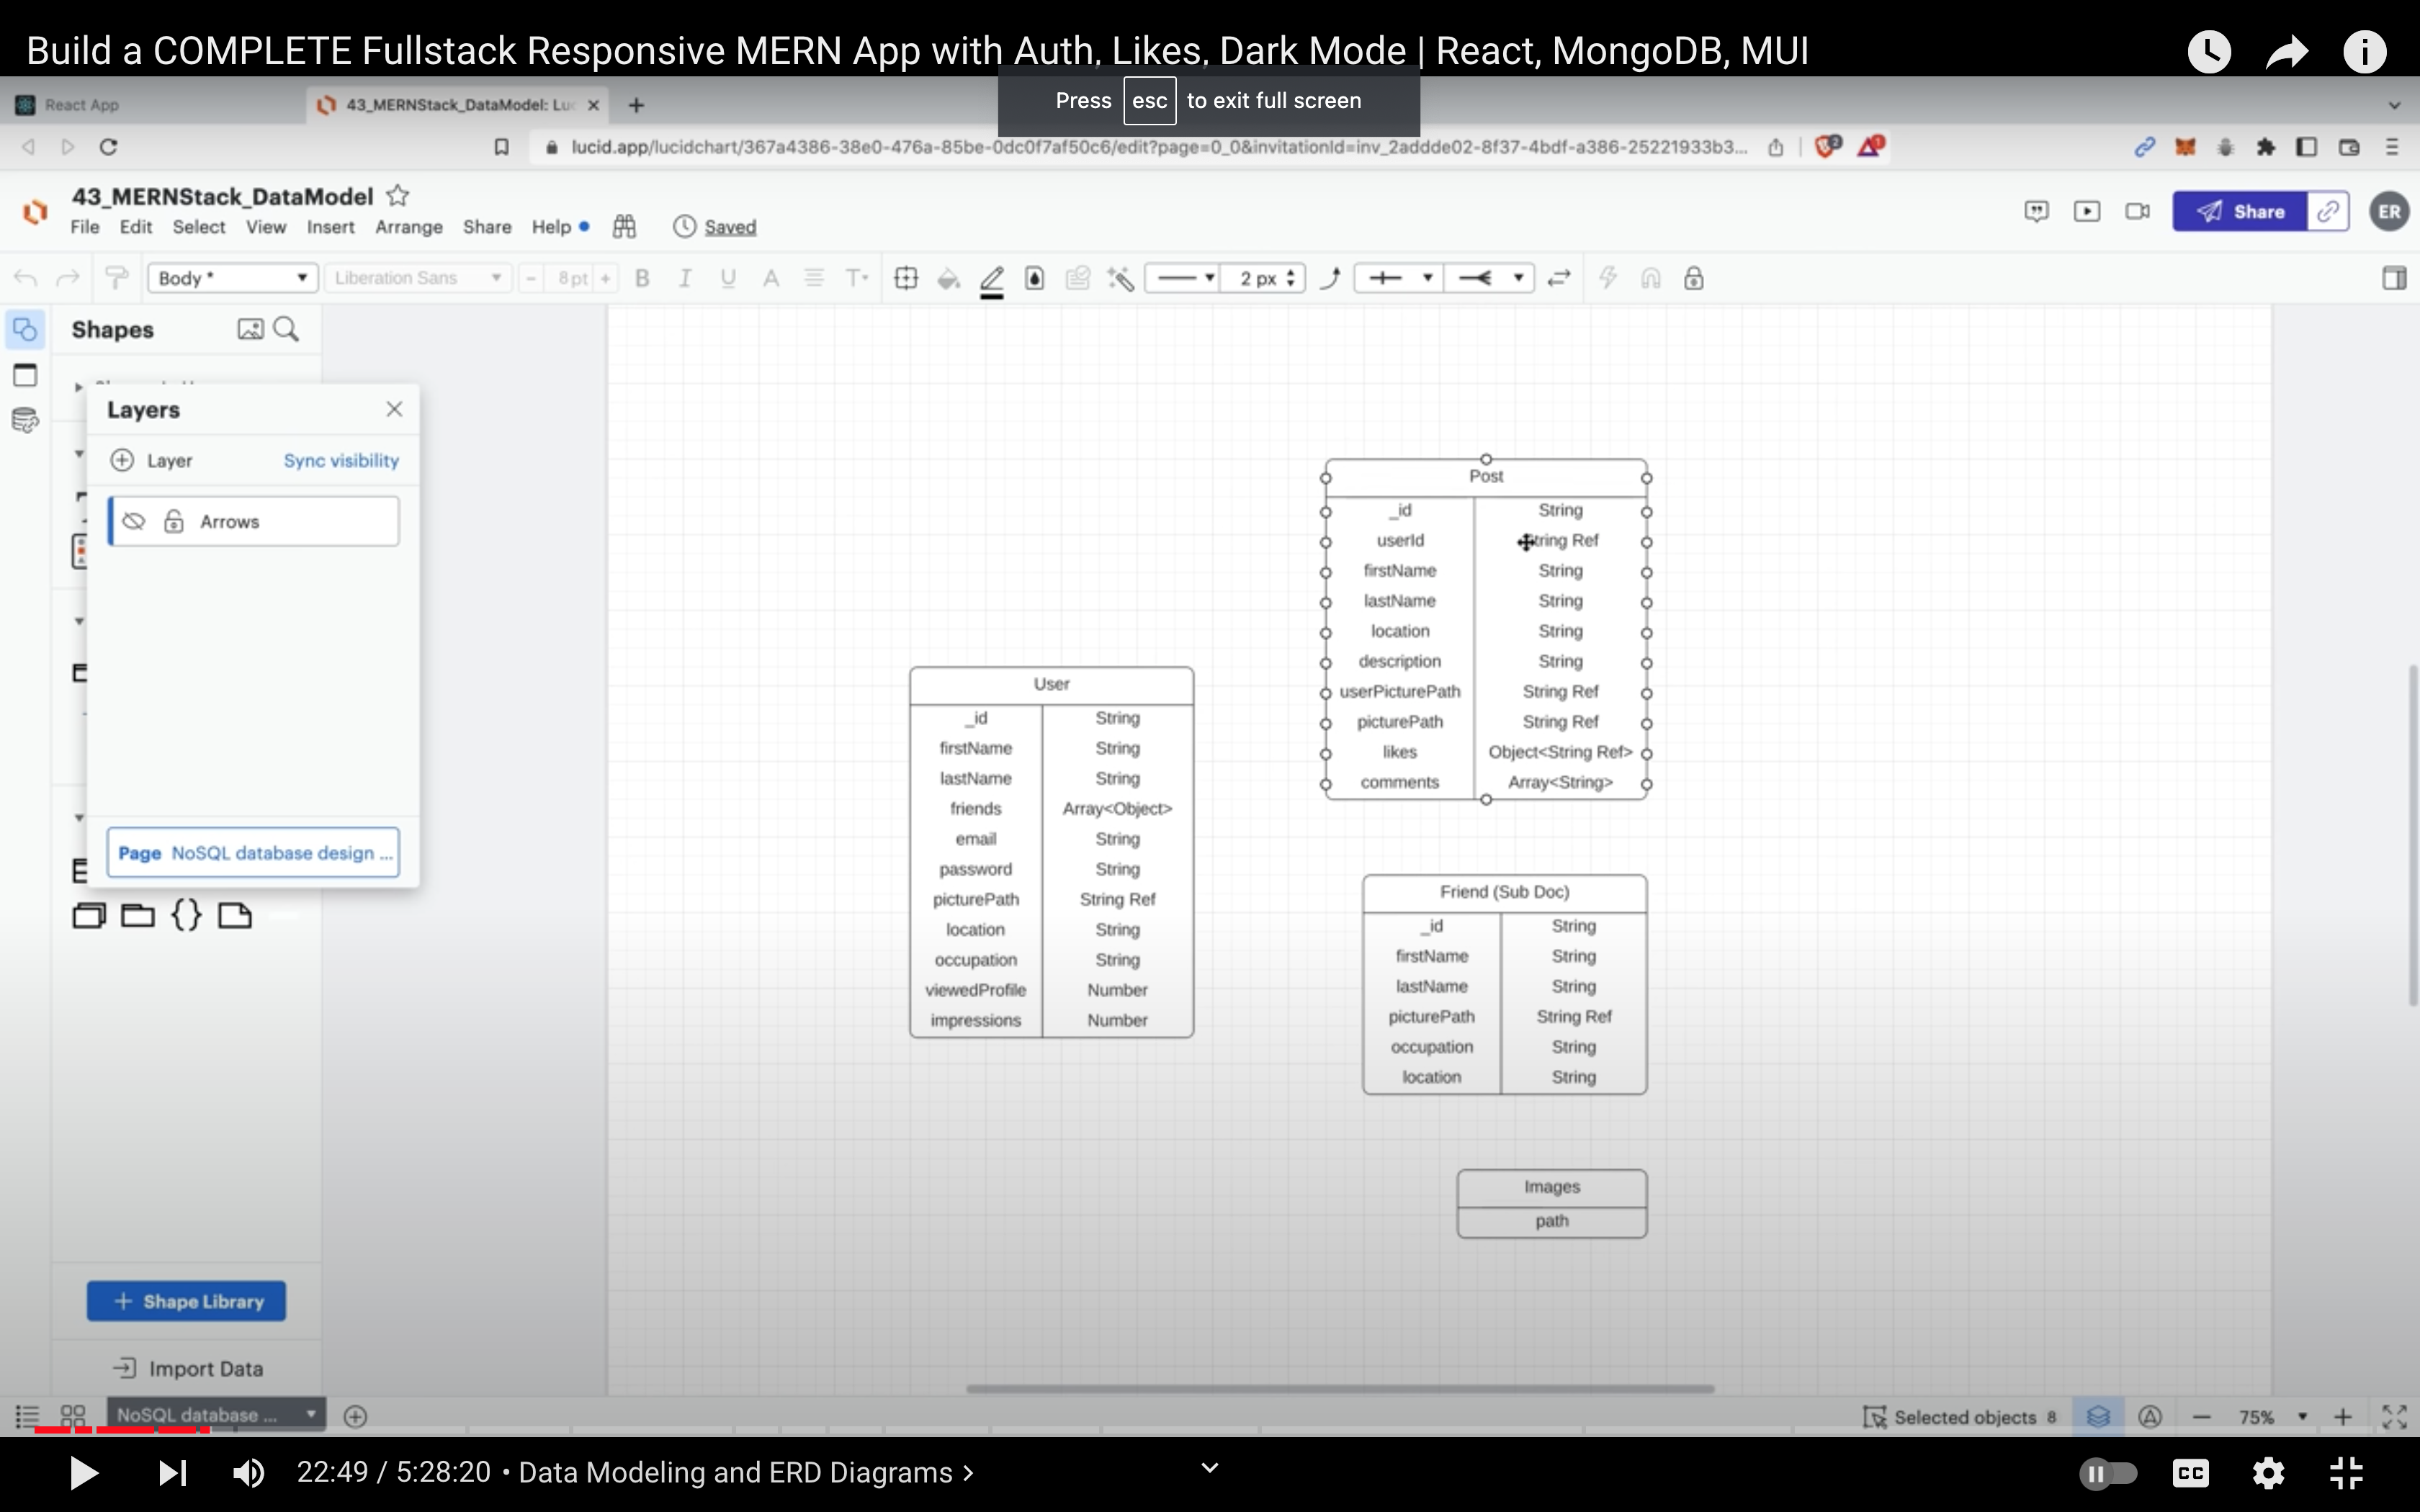 Build a COMPLETE Fullstack Responsive MERN App with Auth, Likes, Dark Mode | React, MongoDB, MUI
Press esc to exit full screen
React App
43_MERNStack_DataModel: Luc
lucid.app/lucidchart/367a4386-38e0-476a-85be-0dc0f7af50c6/edit?page=0_0&invitationId=inv_2addde02-8f37-4bdf-a386-25221933b3...
2
1
43_MERNStack_DataModel
File Edit Select View Insert Arrange Share Help
Saved
Share
ER
Body *
Liberation Sans
- 8 pt +
B I U A T
2 px
Shapes
Layers
Layer
Sync visibility
Arrows
Page NoSQL database design ...
Post
_id String
userId String Ref
firstName String
lastName String
location String
description String
userPicturePath String Ref
picturePath String Ref
likes Object<String Ref>
comments Array<String>
User
_id String
firstName String
lastName String
friends Array<Object>
email String
password String
picturePath String Ref
location String
occupation String
viewedProfile Number
impressions Number
Friend (Sub Doc)
_id String
firstName String
lastName String
picturePath String Ref
occupation String
location String
Images
path
+ Shape Library
Import Data
NoSQL database ...
Selected objects 8
75%
22:49 / 5:28:20 • Data Modeling and ERD Diagrams
CC